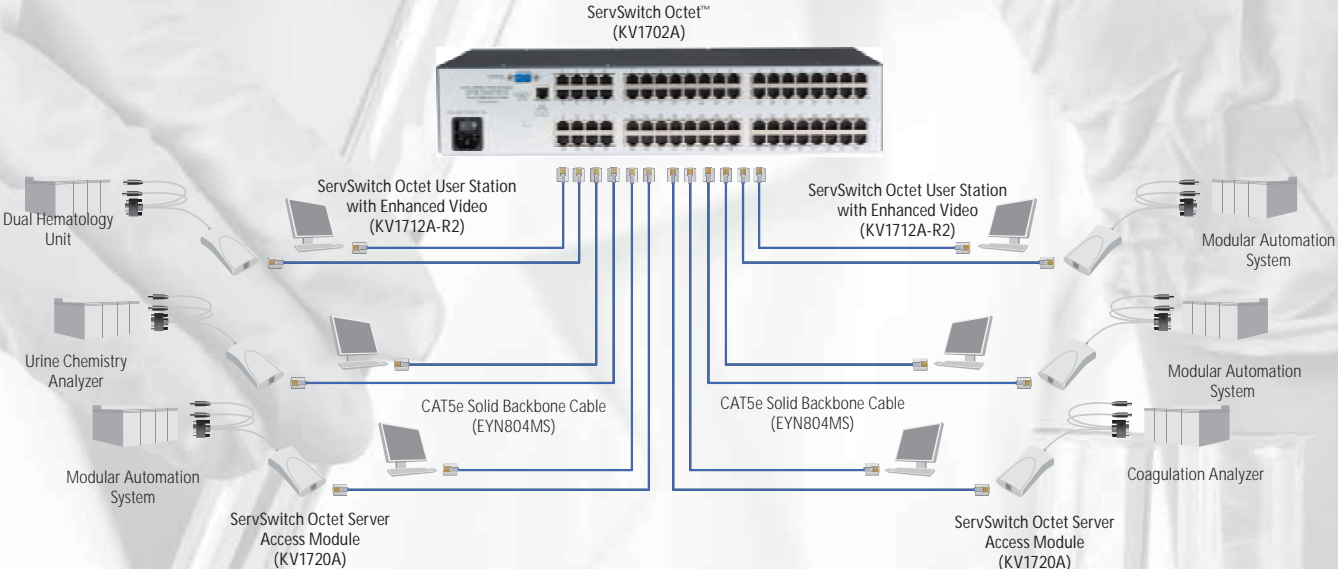 ServSwitch Octet™
(KV1702A)
ServSwitch Octet User Station
with Enhanced Video
(KV1712A-R2)
ServSwitch Octet User Station
with Enhanced Video
(KV1712A-R2)
Dual Hematology
Unit
Modular Automation
System
Urine Chemistry
Analyzer
Modular Automation
System
CAT5e Solid Backbone Cable
(EYN804MS)
CAT5e Solid Backbone Cable
(EYN804MS)
Modular Automation
System
Coagulation Analyzer
ServSwitch Octet Server
Access Module
(KV1720A)
ServSwitch Octet Server
Access Module
(KV1720A)